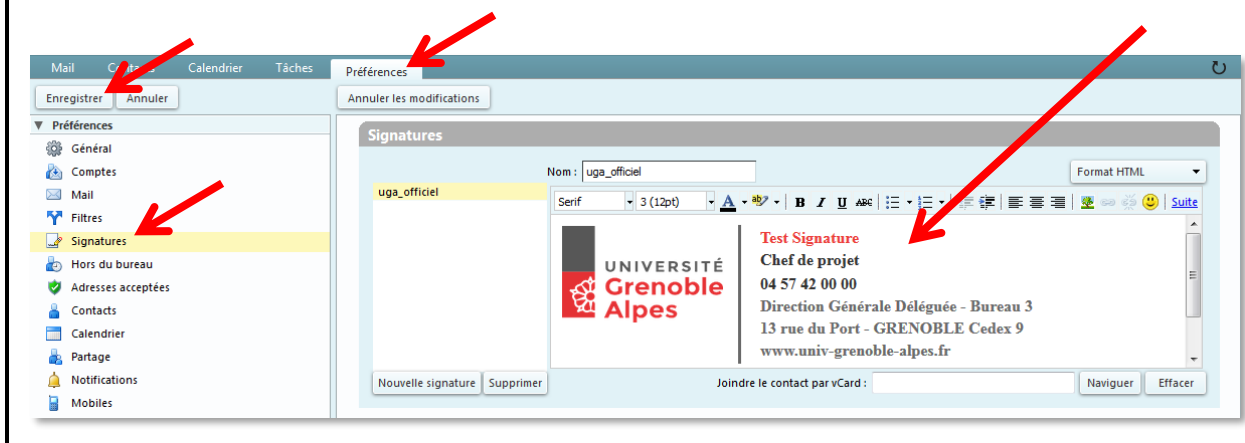 Mail Contacts Calendrier Tâches Préférences
Enregistrer Annuler Annuler les modifications
Préférences
Général
Comptes
Mail
Filtres
Signatures
Hors du bureau
Adresses acceptées
Contacts
Calendrier
Partage
Notifications
Mobiles
Signatures
Nom : uga_officiel Format HTML
uga_officiel
Serif 3 (12pt) A ab B I U ABC Suite
UNIVERSITÉ
Grenoble
Alpes
Test Signature
Chef de projet
04 57 42 00 00
Direction Générale Déléguée - Bureau 3
13 rue du Port - GRENOBLE Cedex 9
www.univ-grenoble-alpes.fr
Nouvelle signature Supprimer Joindre le contact par vCard : Naviguer Effacer